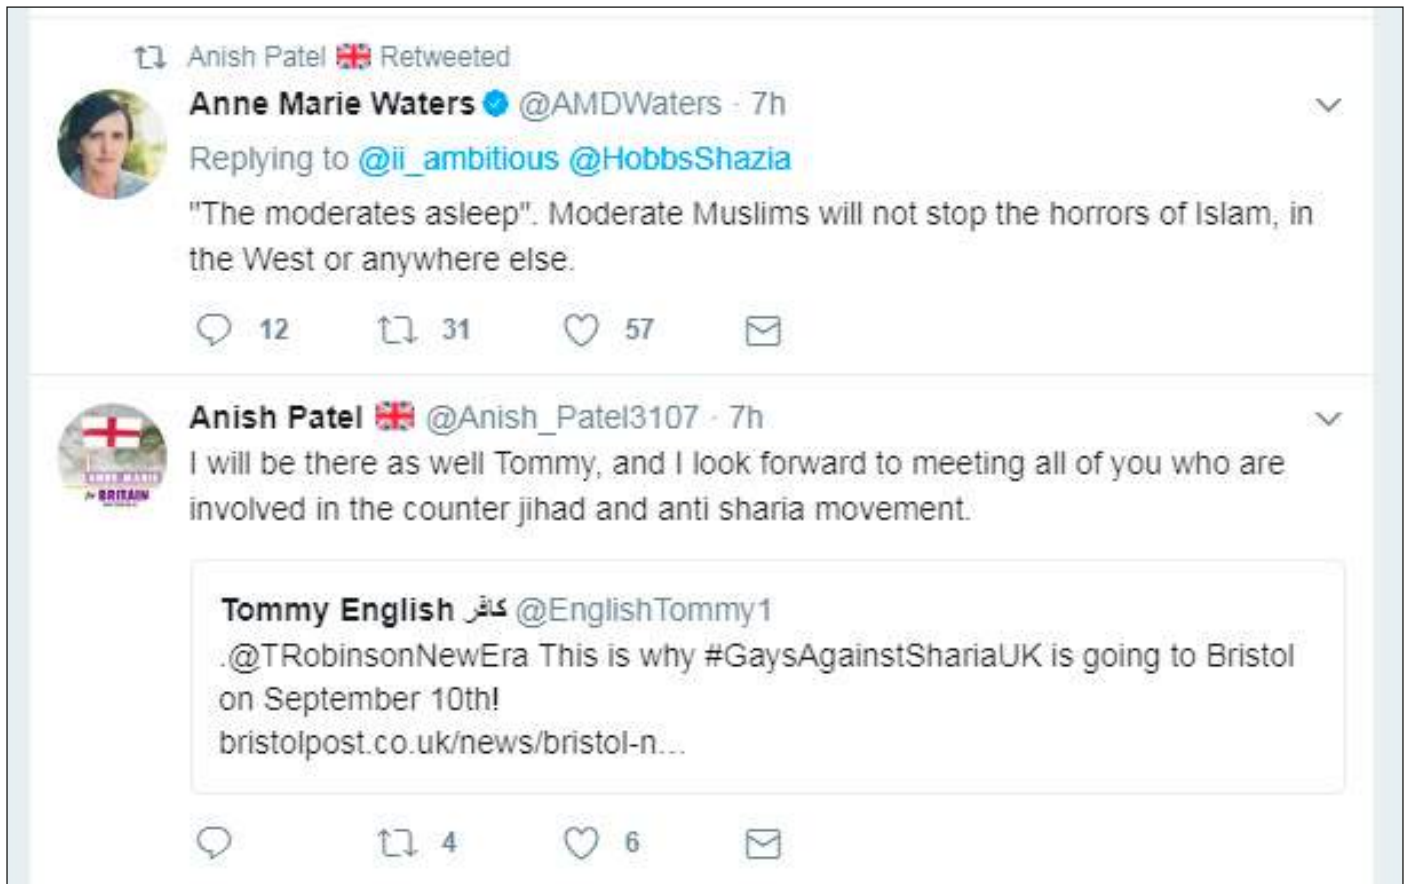 Anish Patel Retweeted
Anne Marie Waters @AMDWaters · 7h
Replying to @ii_ambitious @HobbsShazia
"The moderates asleep". Moderate Muslims will not stop the horrors of Islam, in
the West or anywhere else.
12 31 57
Anish Patel @Anish_Patel3107 · 7h
I will be there as well Tommy, and I look forward to meeting all of you who are
involved in the counter jihad and anti sharia movement.
ANNE MARIE
for BRITAIN
Tommy English كافر @EnglishTommy1
.@TRobinsonNewEra This is why #GaysAgainstShariaUK is going to Bristol
on September 10th!
bristolpost.co.uk/news/bristol-n…
4 6